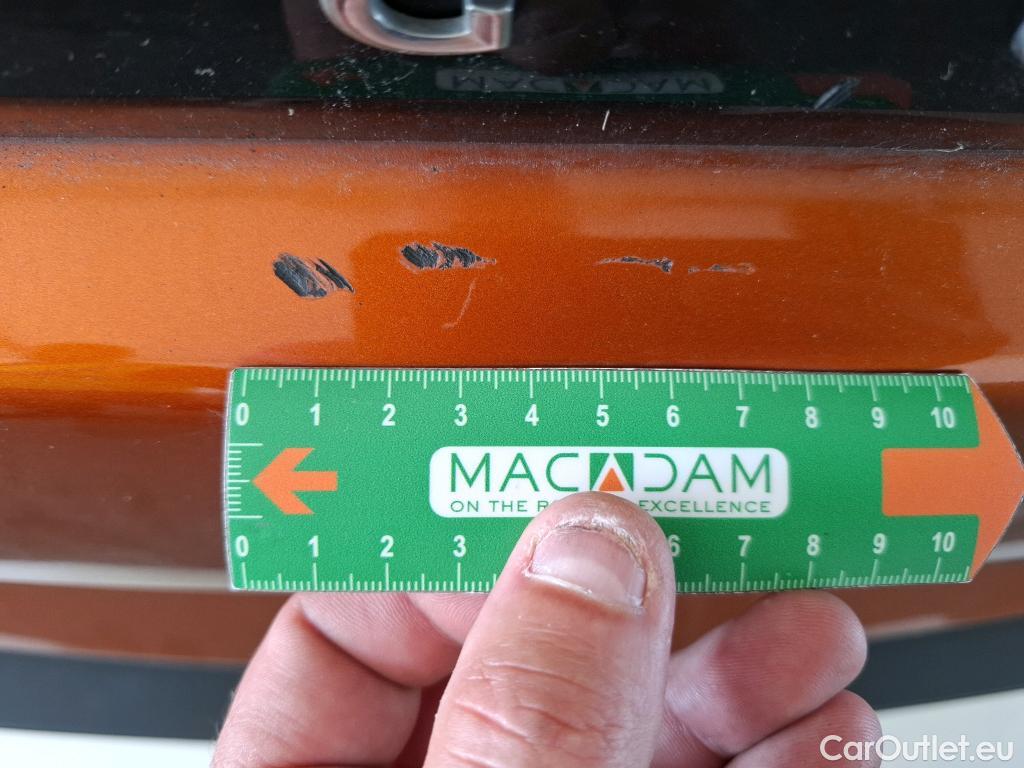 0 1 2 3 4 5 6 7 8 9 10
MACADAM
ON THE R EXCELLENCE
0 1 2 3 6 7 8 9 10
CarOutlet.eu